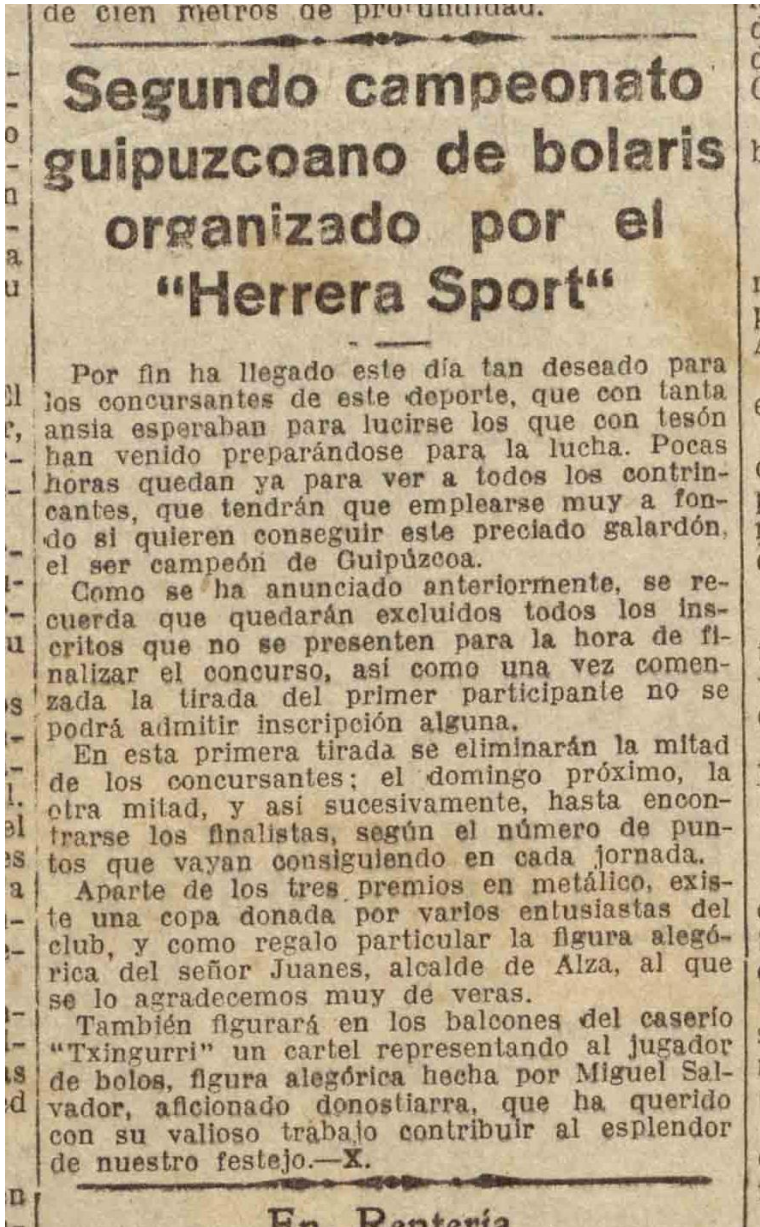 de cien metros de profundidad.
Segundo campeonato
guipuzcoano de bolaris
organizado por el
“Herrera Sport“
Por fin ha llegado este día tan deseado para
los concursantes de este deporte, que con tanta
ansia esperaban para lucirse los que con tesón
han venido preparándose para la lucha. Pocas
horas quedan ya para ver a todos los contrin-
cantes, que tendrán que emplearse muy a fon-
do si quieren conseguir este preciado galardón,
el ser campeón de Guipúzcoa.
Como se ha anunciado anteriormente, se re-
cuerda que quedarán excluidos todos los ins-
critos que no se presenten para la hora de fi-
nalizar el concurso, así como una vez comen-
zada la tirada del primer participante no se
podrá admitir inscripción alguna.
En esta primera tirada se eliminarán la mitad
de los concursantes; el domingo próximo, la
otra mitad, y así sucesivamente, hasta encon-
trarse los finalistas, según el número de pun-
tos que vayan consiguiendo en cada jornada.
Aparte de los tres premios en metálico, exis-
te una copa donada por varios entusiastas del
club, y como regalo particular la figura alegó-
rica del señor Juanes, alcalde de Alza, al que
se lo agradecemos muy de veras.
También figurará en los balcones del caserío
“Txingurri” un cartel representando al jugador
de bolos, figura alegórica hecha por Miguel Sal-
vador, aficionado donostiarra, que ha querido
con su valioso trabajo contribuir al esplendor
de nuestro festejo.—X.
En Rentería